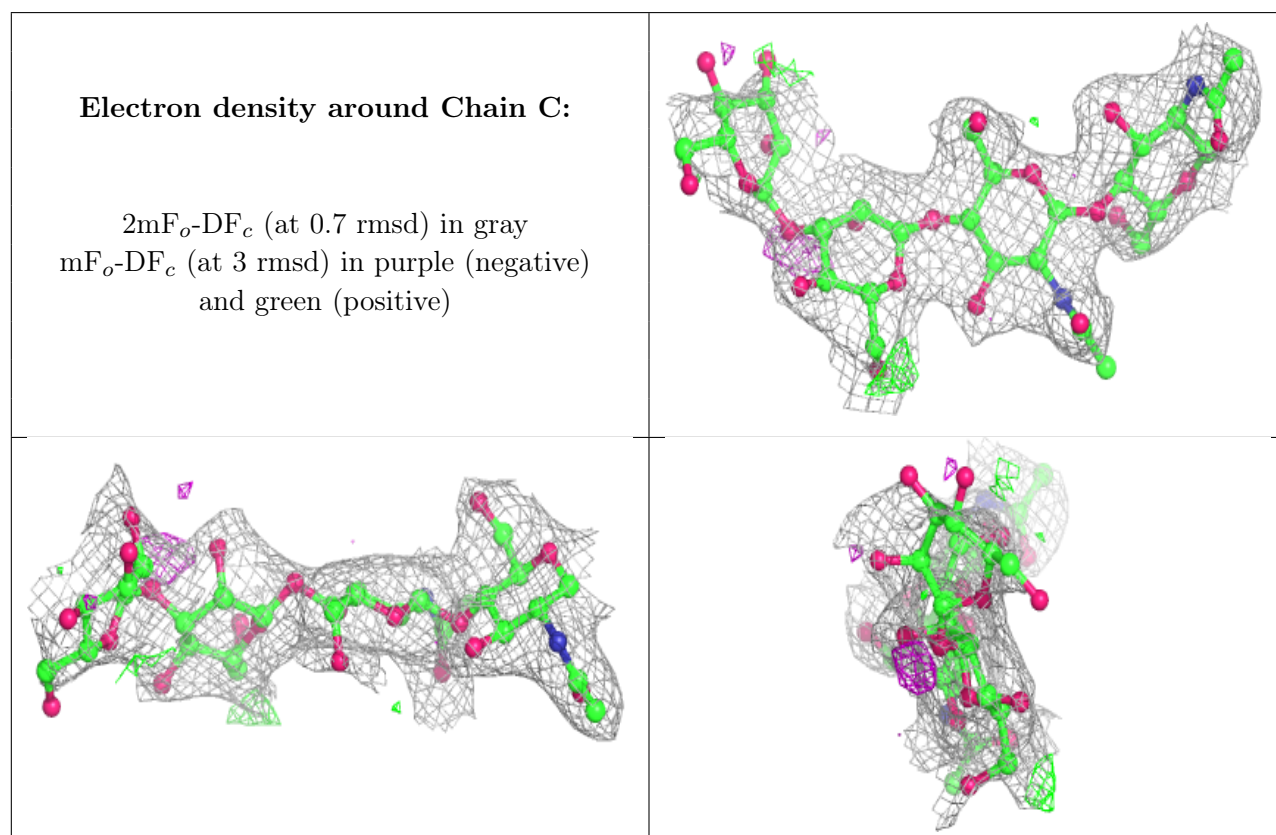 Electron density around Chain C:
2mFₒ-DF𝒸 (at 0.7 rmsd) in gray
mFₒ-DF𝒸 (at 3 rmsd) in purple (negative)
and green (positive)